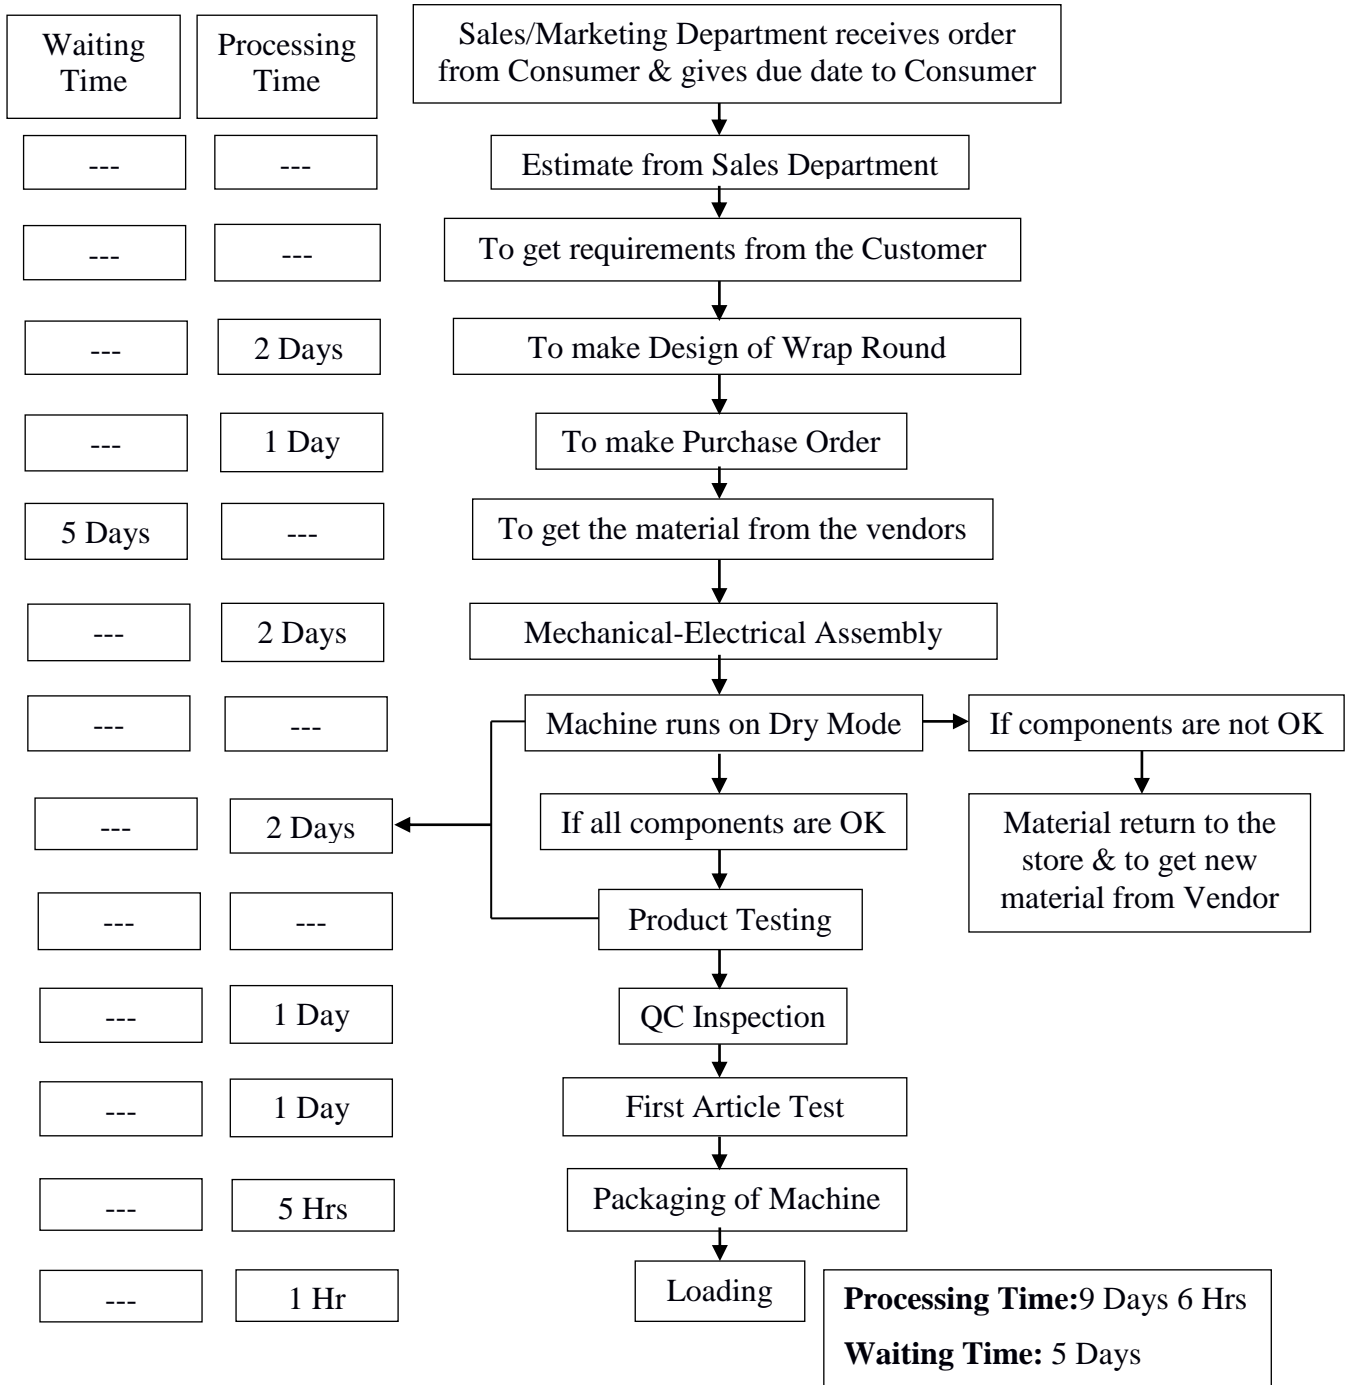 Waiting
Time
Processing
Time
Sales/Marketing Department receives order
from Consumer & gives due date to Consumer
---
---
Estimate from Sales Department
---
---
To get requirements from the Customer
---
2 Days
To make Design of Wrap Round
---
1 Day
To make Purchase Order
5 Days
---
To get the material from the vendors
---
2 Days
Mechanical-Electrical Assembly
---
---
Machine runs on Dry Mode
If components are not OK
---
2 Days
If all components are OK
Material return to the
store & to get new
material from Vendor
---
---
Product Testing
---
1 Day
QC Inspection
---
1 Day
First Article Test
---
5 Hrs
Packaging of Machine
---
1 Hr
Loading
Processing Time:9 Days 6 Hrs
Waiting Time: 5 Days